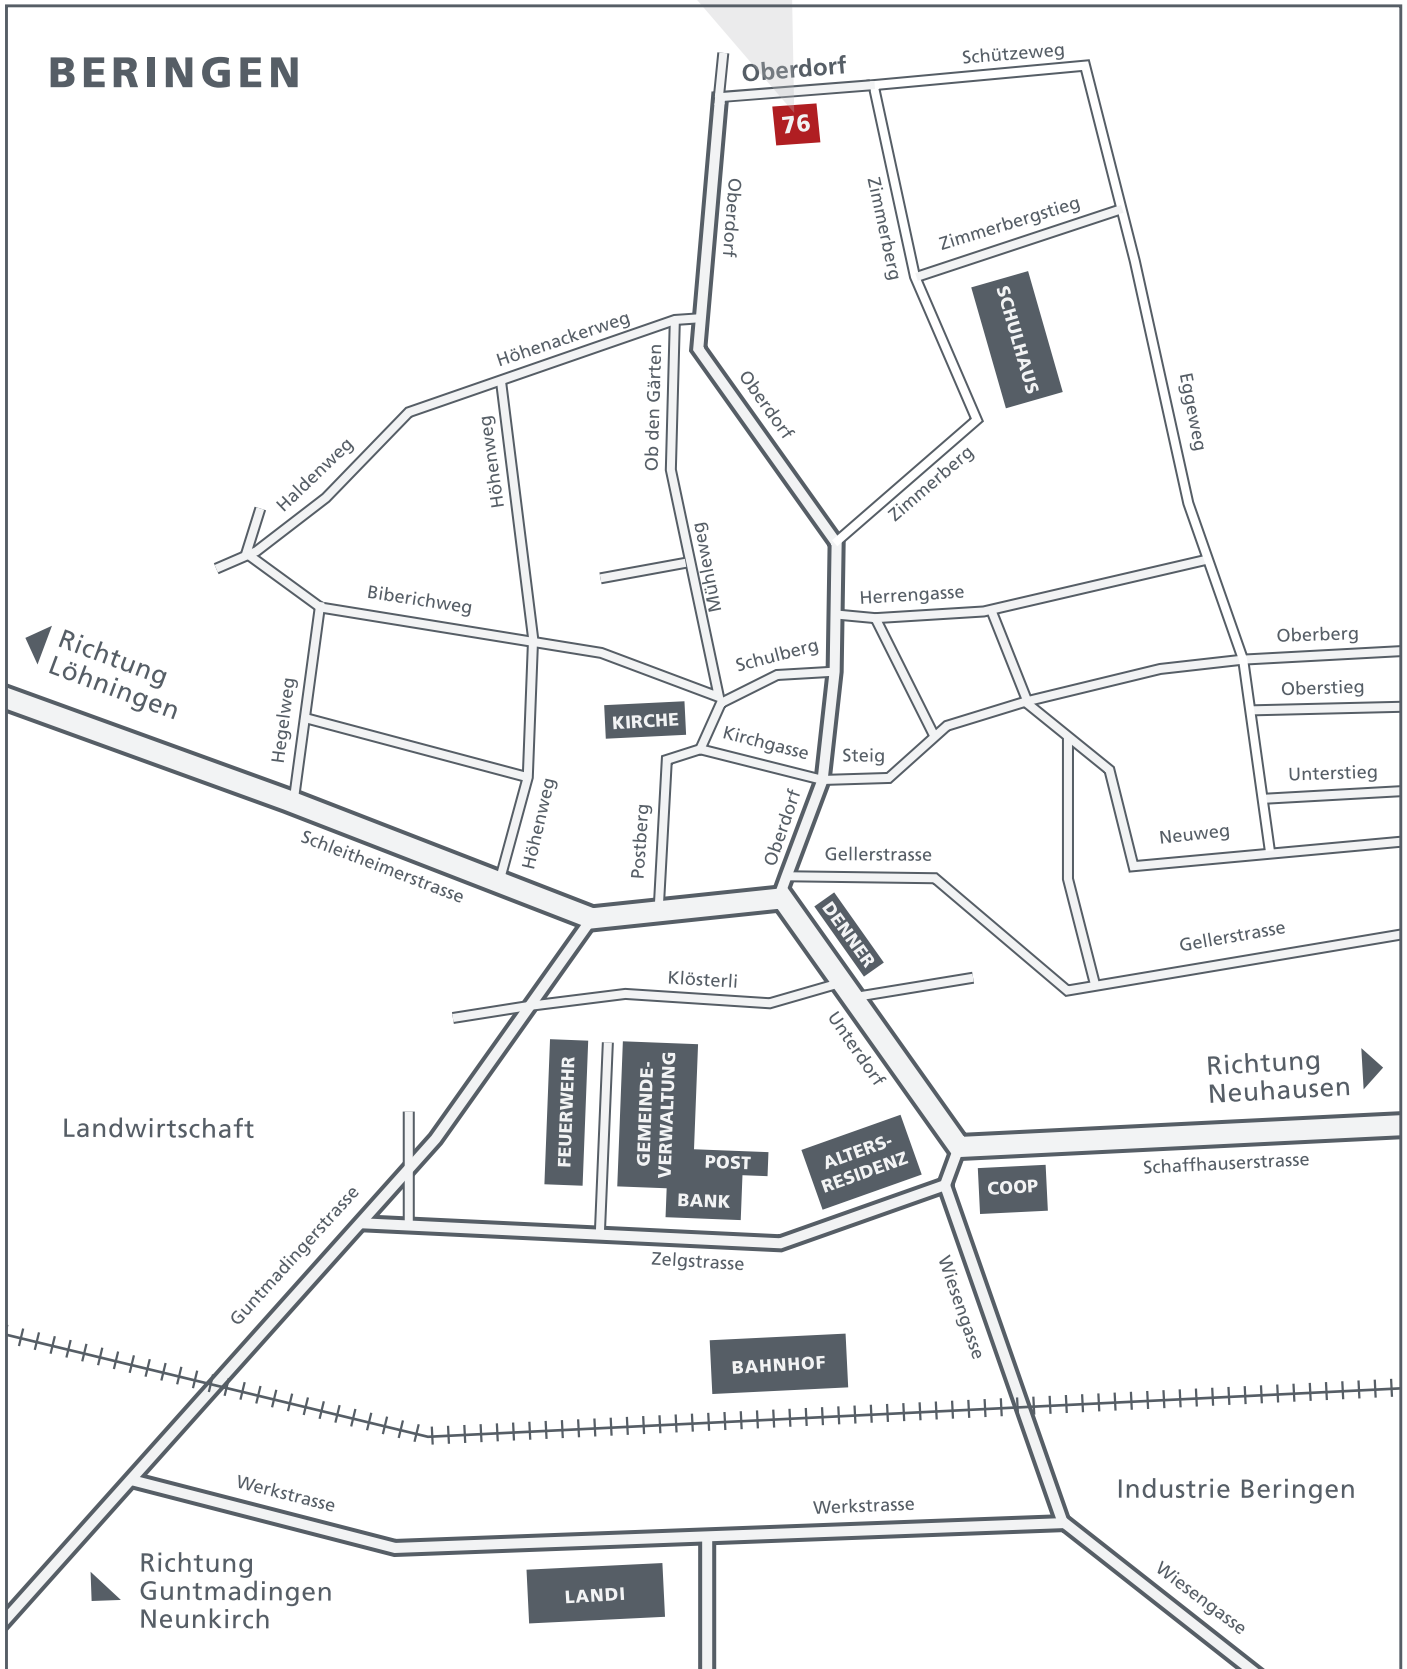 BERINGEN
Oberdorf
Schützeweg
76
Oberdorf
Zimmerberg
Zimmerbergstieg
SCHULHAUS
Höhenackerweg
Ob den Gärten
Oberdorf
Eggeweg
Haldenweg
Höhenweg
Zimmerberg
Mühleweg
Biberichweg
Herrengasse
Oberberg
Richtung
Löhningen
Schulberg
Oberstieg
Hegelweg
KIRCHE
Kirchgasse
Steig
Unterstieg
Höhenweg
Postberg
Oberdorf
Neuweg
Schleitheimerstrasse
Gellerstrasse
DENNER
Gellerstrasse
Klösterli
Unterdorf
Richtung
Neuhausen
Landwirtschaft
FEUERWEHR
GEMEINDE-
VERWALTUNG
POST
BANK
ALTERS-
RESIDENZ
COOP
Schaffhauserstrasse
Guntmadingerstrasse
Zelgstrasse
Wiesengasse
BAHNHOF
Werkstrasse
Werkstrasse
Industrie Beringen
Richtung
Guntmadingen
Neunkirch
LANDI
Wiesengasse